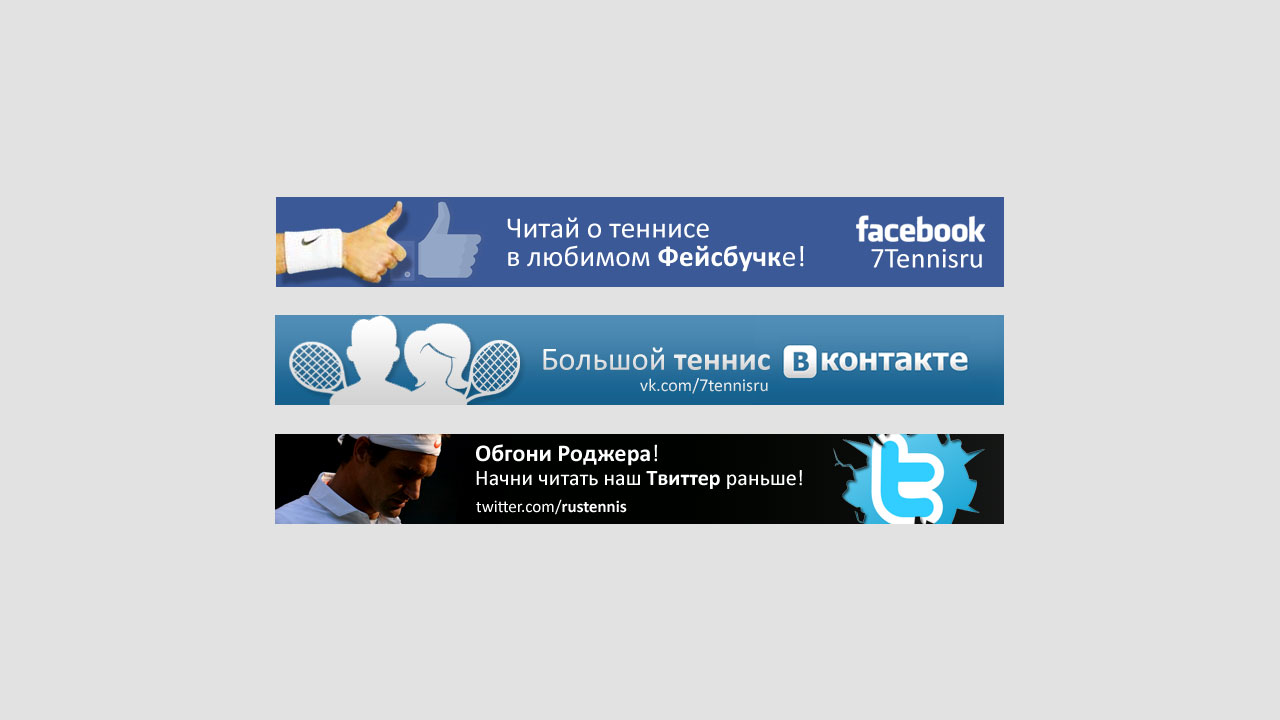 Читай о теннисе
в любимом Фейсбучке!
facebook
7Tennisru
Большой теннис
В контакте
vk.com/7tennisru
Обгони Роджера!
Начни читать наш Твиттер раньше!
twitter.com/rustennis
t